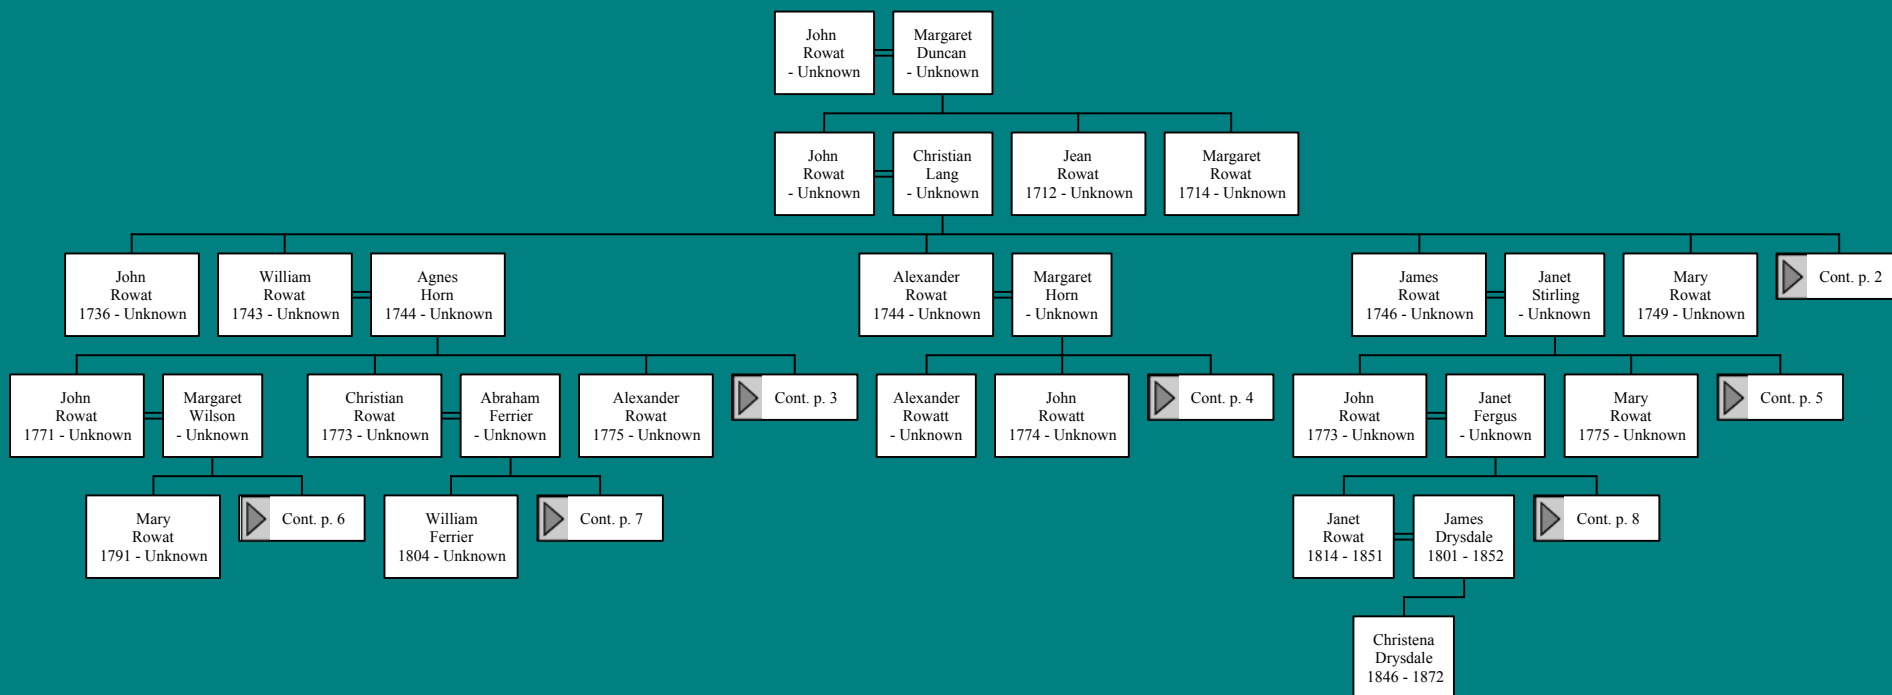 John
Rowat
- Unknown
Margaret
Duncan
- Unknown
John
Rowat
- Unknown
Christian
Lang
- Unknown
Jean
Rowat
1712 - Unknown
Margaret
Rowat
1714 - Unknown
John
Rowat
1736 - Unknown
William
Rowat
1743 - Unknown
Agnes
Horn
1744 - Unknown
Alexander
Rowat
1744 - Unknown
Margaret
Horn
- Unknown
James
Rowat
1746 - Unknown
Janet
Stirling
- Unknown
Mary
Rowat
1749 - Unknown
Cont. p. 2
John
Rowat
1771 - Unknown
Margaret
Wilson
- Unknown
Christian
Rowat
1773 - Unknown
Abraham
Ferrier
- Unknown
Alexander
Rowat
1775 - Unknown
Cont. p. 3
Alexander
Rowatt
- Unknown
John
Rowatt
1774 - Unknown
Cont. p. 4
John
Rowat
1773 - Unknown
Janet
Fergus
- Unknown
Mary
Rowat
1775 - Unknown
Cont. p. 5
Mary
Rowat
1791 - Unknown
Cont. p. 6
William
Ferrier
1804 - Unknown
Cont. p. 7
Janet
Rowat
1814 - 1851
James
Drysdale
1801 - 1852
Cont. p. 8
Christena
Drysdale
1846 - 1872